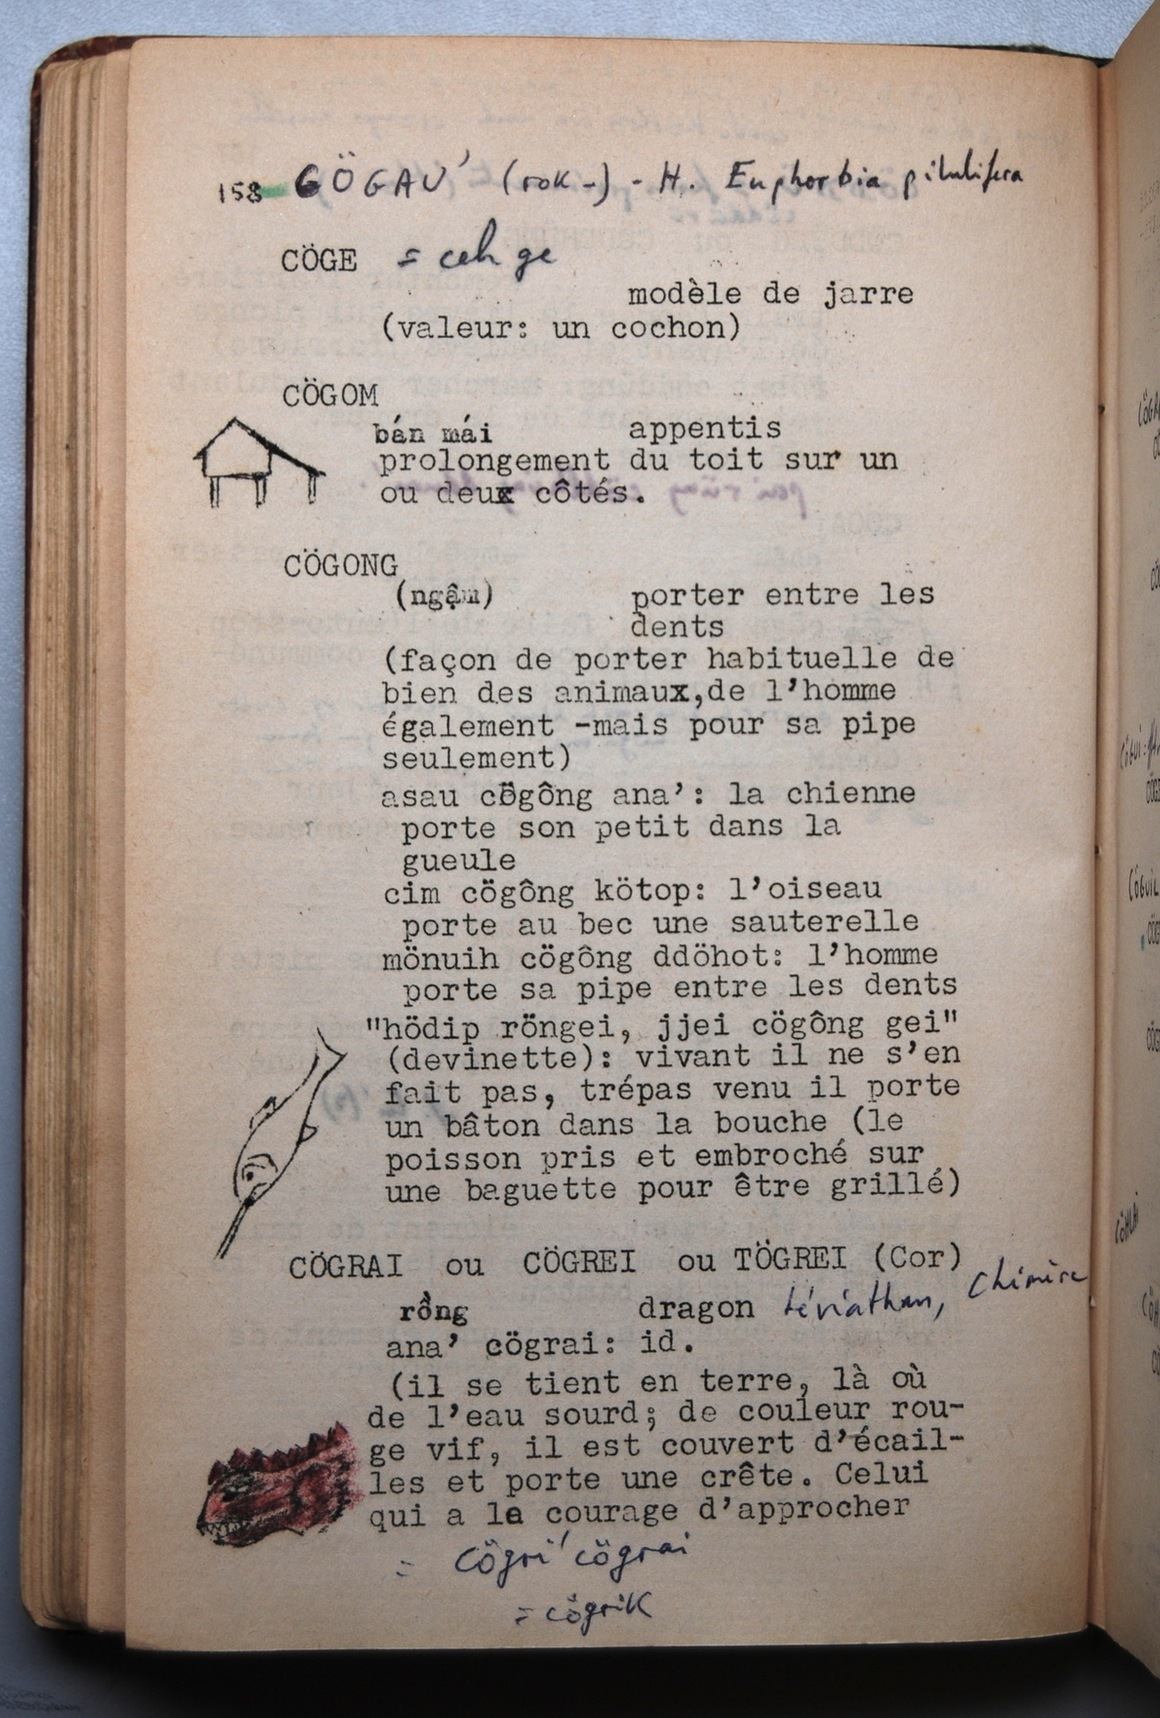 158 CÖGAU' (rok-) - H. Euphorbia pilulifera
CÖGE = ceh ge
modèle de jarre
(valeur: un cochon)
CÖGOM
bán mái appentis
prolongement du toit sur un
ou deux côtés.
CÖGONG
(ngậm) porter entre les
dents
(façon de porter habituelle de
bien des animaux,de l'homme
également -mais pour sa pipe
seulement)
asau cögông ana': la chienne
porte son petit dans la
gueule
cim cögông kötop: l'oiseau
porte au bec une sauterelle
mönuih cögông ddöhot: l'homme
porte sa pipe entre les dents
"hödip röngei, jjei cögông gei"
(devinette): vivant il ne s'en
fait pas, trépas venu il porte
un bâton dans la bouche (le
poisson pris et embroché sur
une baguette pour être grillé)
CÖGRAI ou CÖGREI ou TÖGREI (Cor)
rồng dragon Léviathan, Chimère
ana' cögrai: id.
(il se tient en terre, là où
de l'eau sourd; de couleur rou-
ge vif, il est couvert d'écail-
les et porte une crête. Celui
qui a le courage d'approcher
= cögri' cögrai
= cögrik